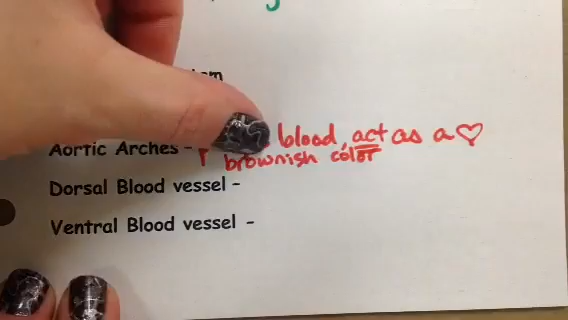 Aortic Arches - blood, act as a ♡
brownish color
Dorsal Blood vessel -
Ventral Blood vessel -